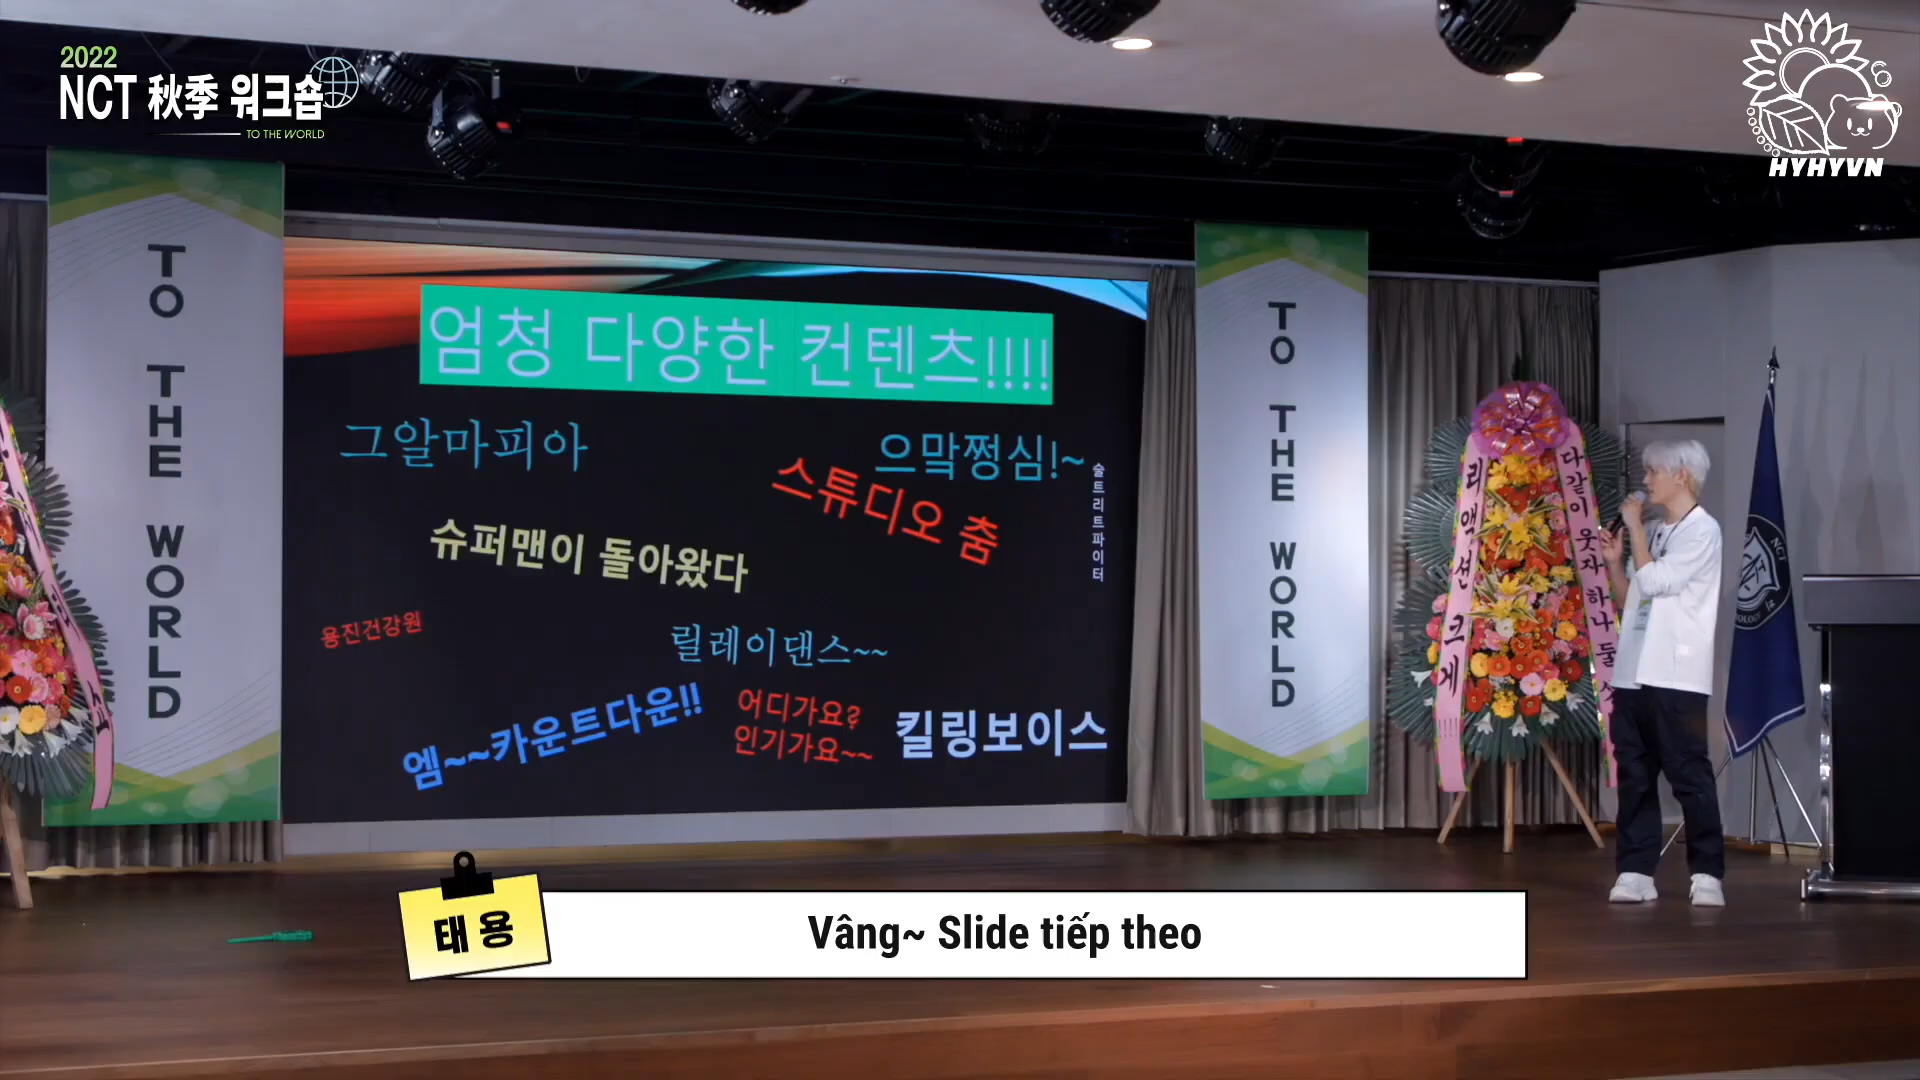 2022
NCT 秋季 워크숍
TO THE WORLD
HYHYVN
TO THE WORLD
엄청 다양한 컨텐츠!!!!
그알마피아
으맠쩡심!~
스튜디오 춤
술트리트파이터
슈퍼맨이 돌아왔다
용진건강원
릴레이댄스~~
엠~~카운트다운!!
어디가요?
인기가요~~
킬링보이스
TO THE WORLD
리액션 크게
다같이 웃자 하나 둘
NCT
태용
Vâng~ Slide tiếp theo